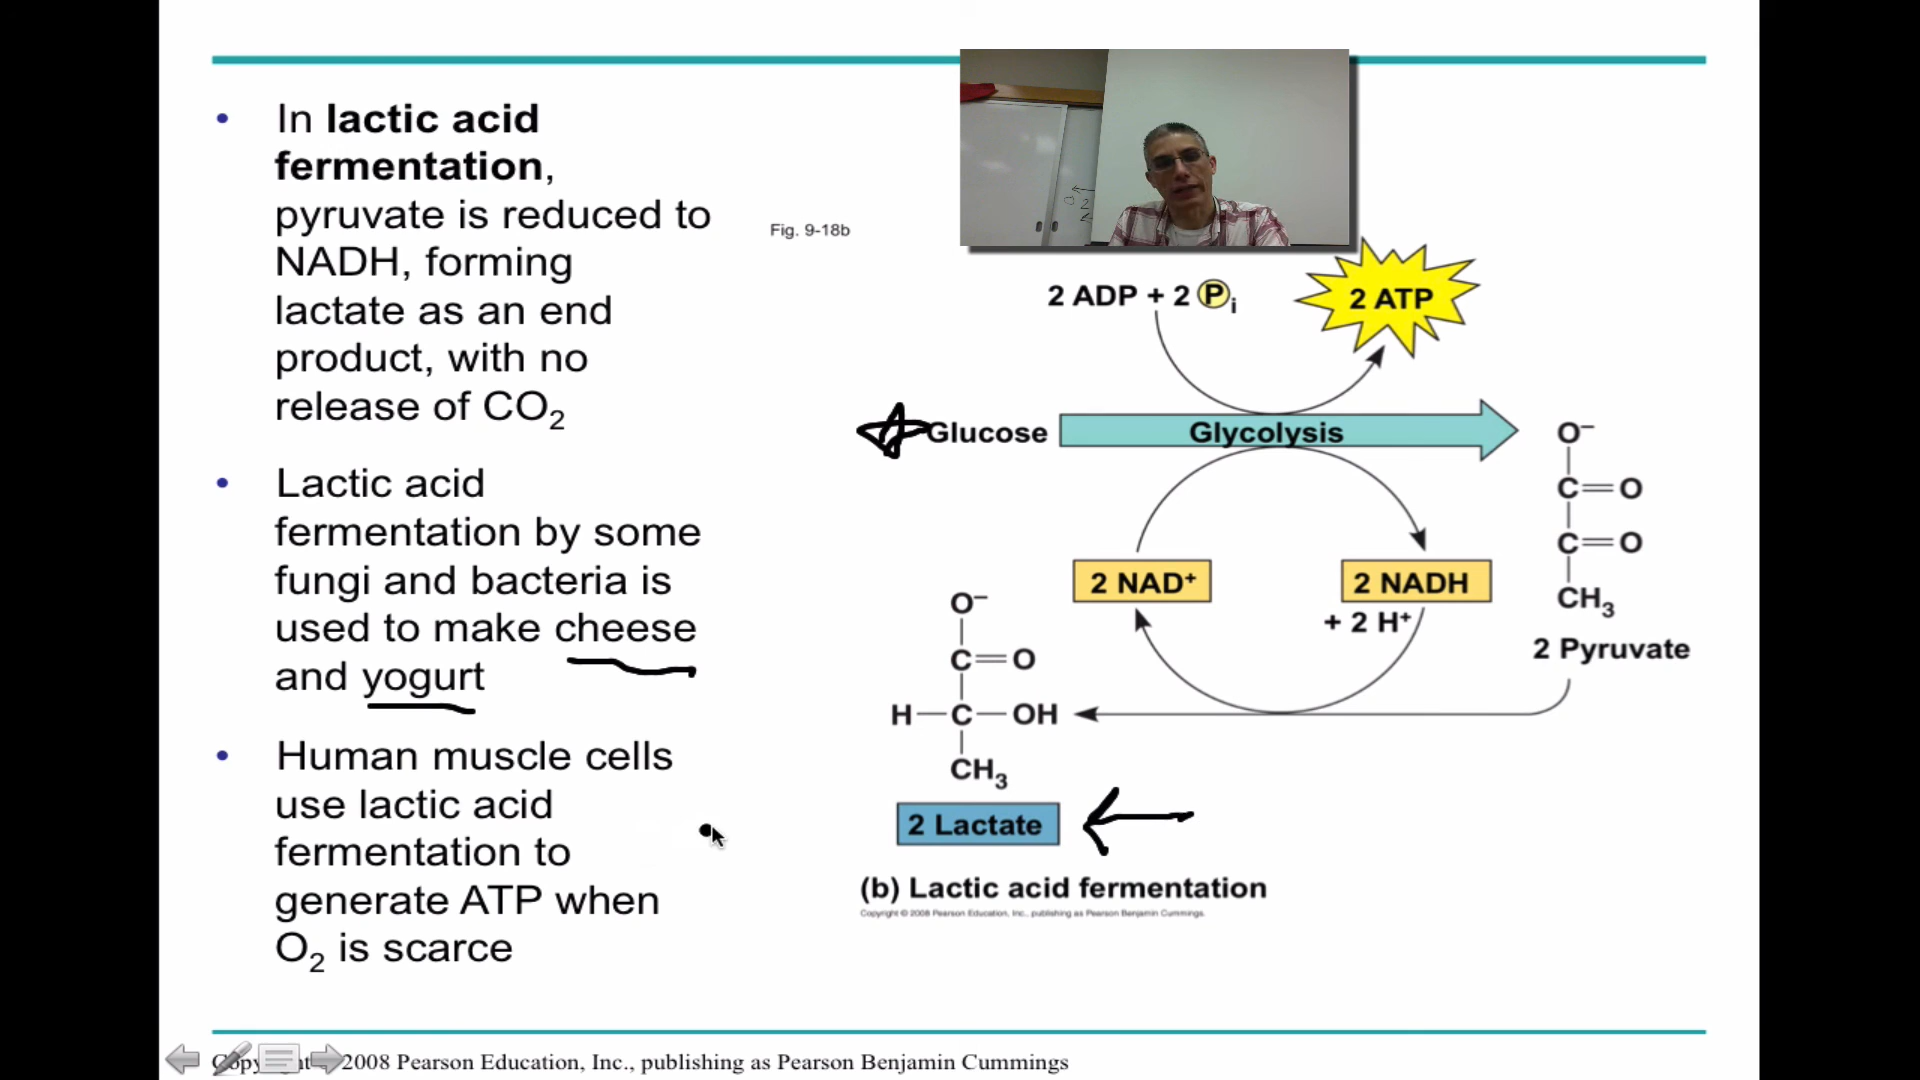 • In lactic acid
fermentation,
pyruvate is reduced to
NADH, forming
lactate as an end
product, with no
release of CO₂
• Lactic acid
fermentation by some
fungi and bacteria is
used to make cheese
and yogurt
• Human muscle cells
use lactic acid
fermentation to
generate ATP when
O₂ is scarce
Fig. 9-18b
2 ADP + 2 Pᵢ
2 ATP
Glucose
Glycolysis
O⁻
C=O
C=O
CH₃
2 Pyruvate
2 NAD⁺
2 NADH
+ 2 H⁺
O⁻
C=O
H—C—OH
CH₃
2 Lactate
(b) Lactic acid fermentation
Copyright © 2008 Pearson Education, Inc., publishing as Pearson Benjamin Cummings.
2008 Pearson Education, Inc., publishing as Pearson Benjamin Cummings